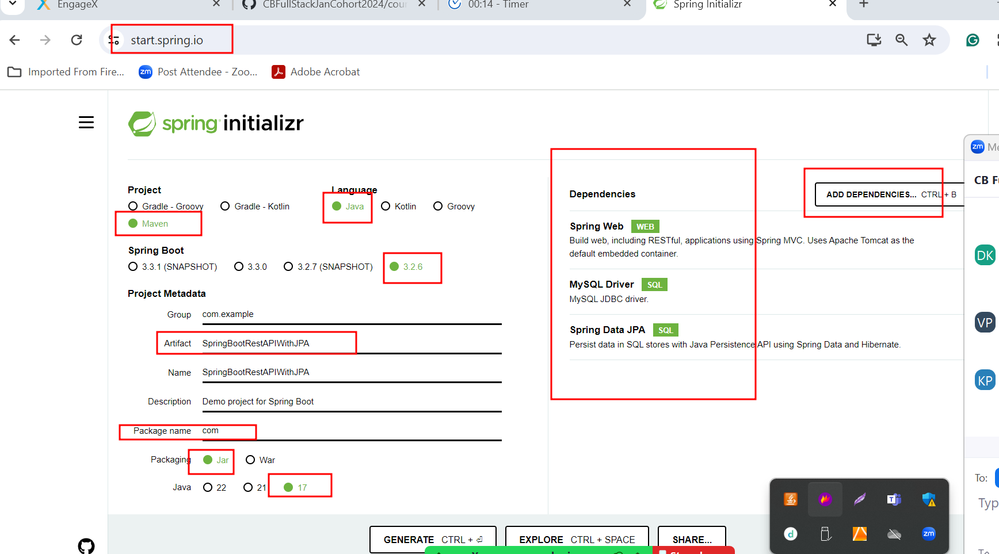 EngageX
CBFullStackJanCohort2024/cour
00:14 - Timer
Spring Initializr
start.spring.io
Imported From Fire...
zm
Post Attendee - Zoo...
Adobe Acrobat
spring initializr
zm
CB F
Project
Gradle - Groovy
Gradle - Kotlin
Maven
Language
Java
Kotlin
Groovy
Spring Boot
3.3.1 (SNAPSHOT)
3.3.0
3.2.7 (SNAPSHOT)
3.2.6
Project Metadata
Group com.example
Artifact SpringBootRestAPIWithJPA
Name SpringBootRestAPIWithJPA
Description Demo project for Spring Boot
Package name com
Packaging Jar War
Java 22 21 17
Dependencies
ADD DEPENDENCIES... CTRL + B
Spring Web WEB
Build web, including RESTful, applications using Spring MVC. Uses Apache Tomcat as the
default embedded container.
MySQL Driver SQL
MySQL JDBC driver.
Spring Data JPA SQL
Persist data in SQL stores with Java Persistence API using Spring Data and Hibernate.
DK
VP
KP
To:
Typ
GENERATE CTRL + ⏎
EXPLORE CTRL + SPACE
SHARE...
zm